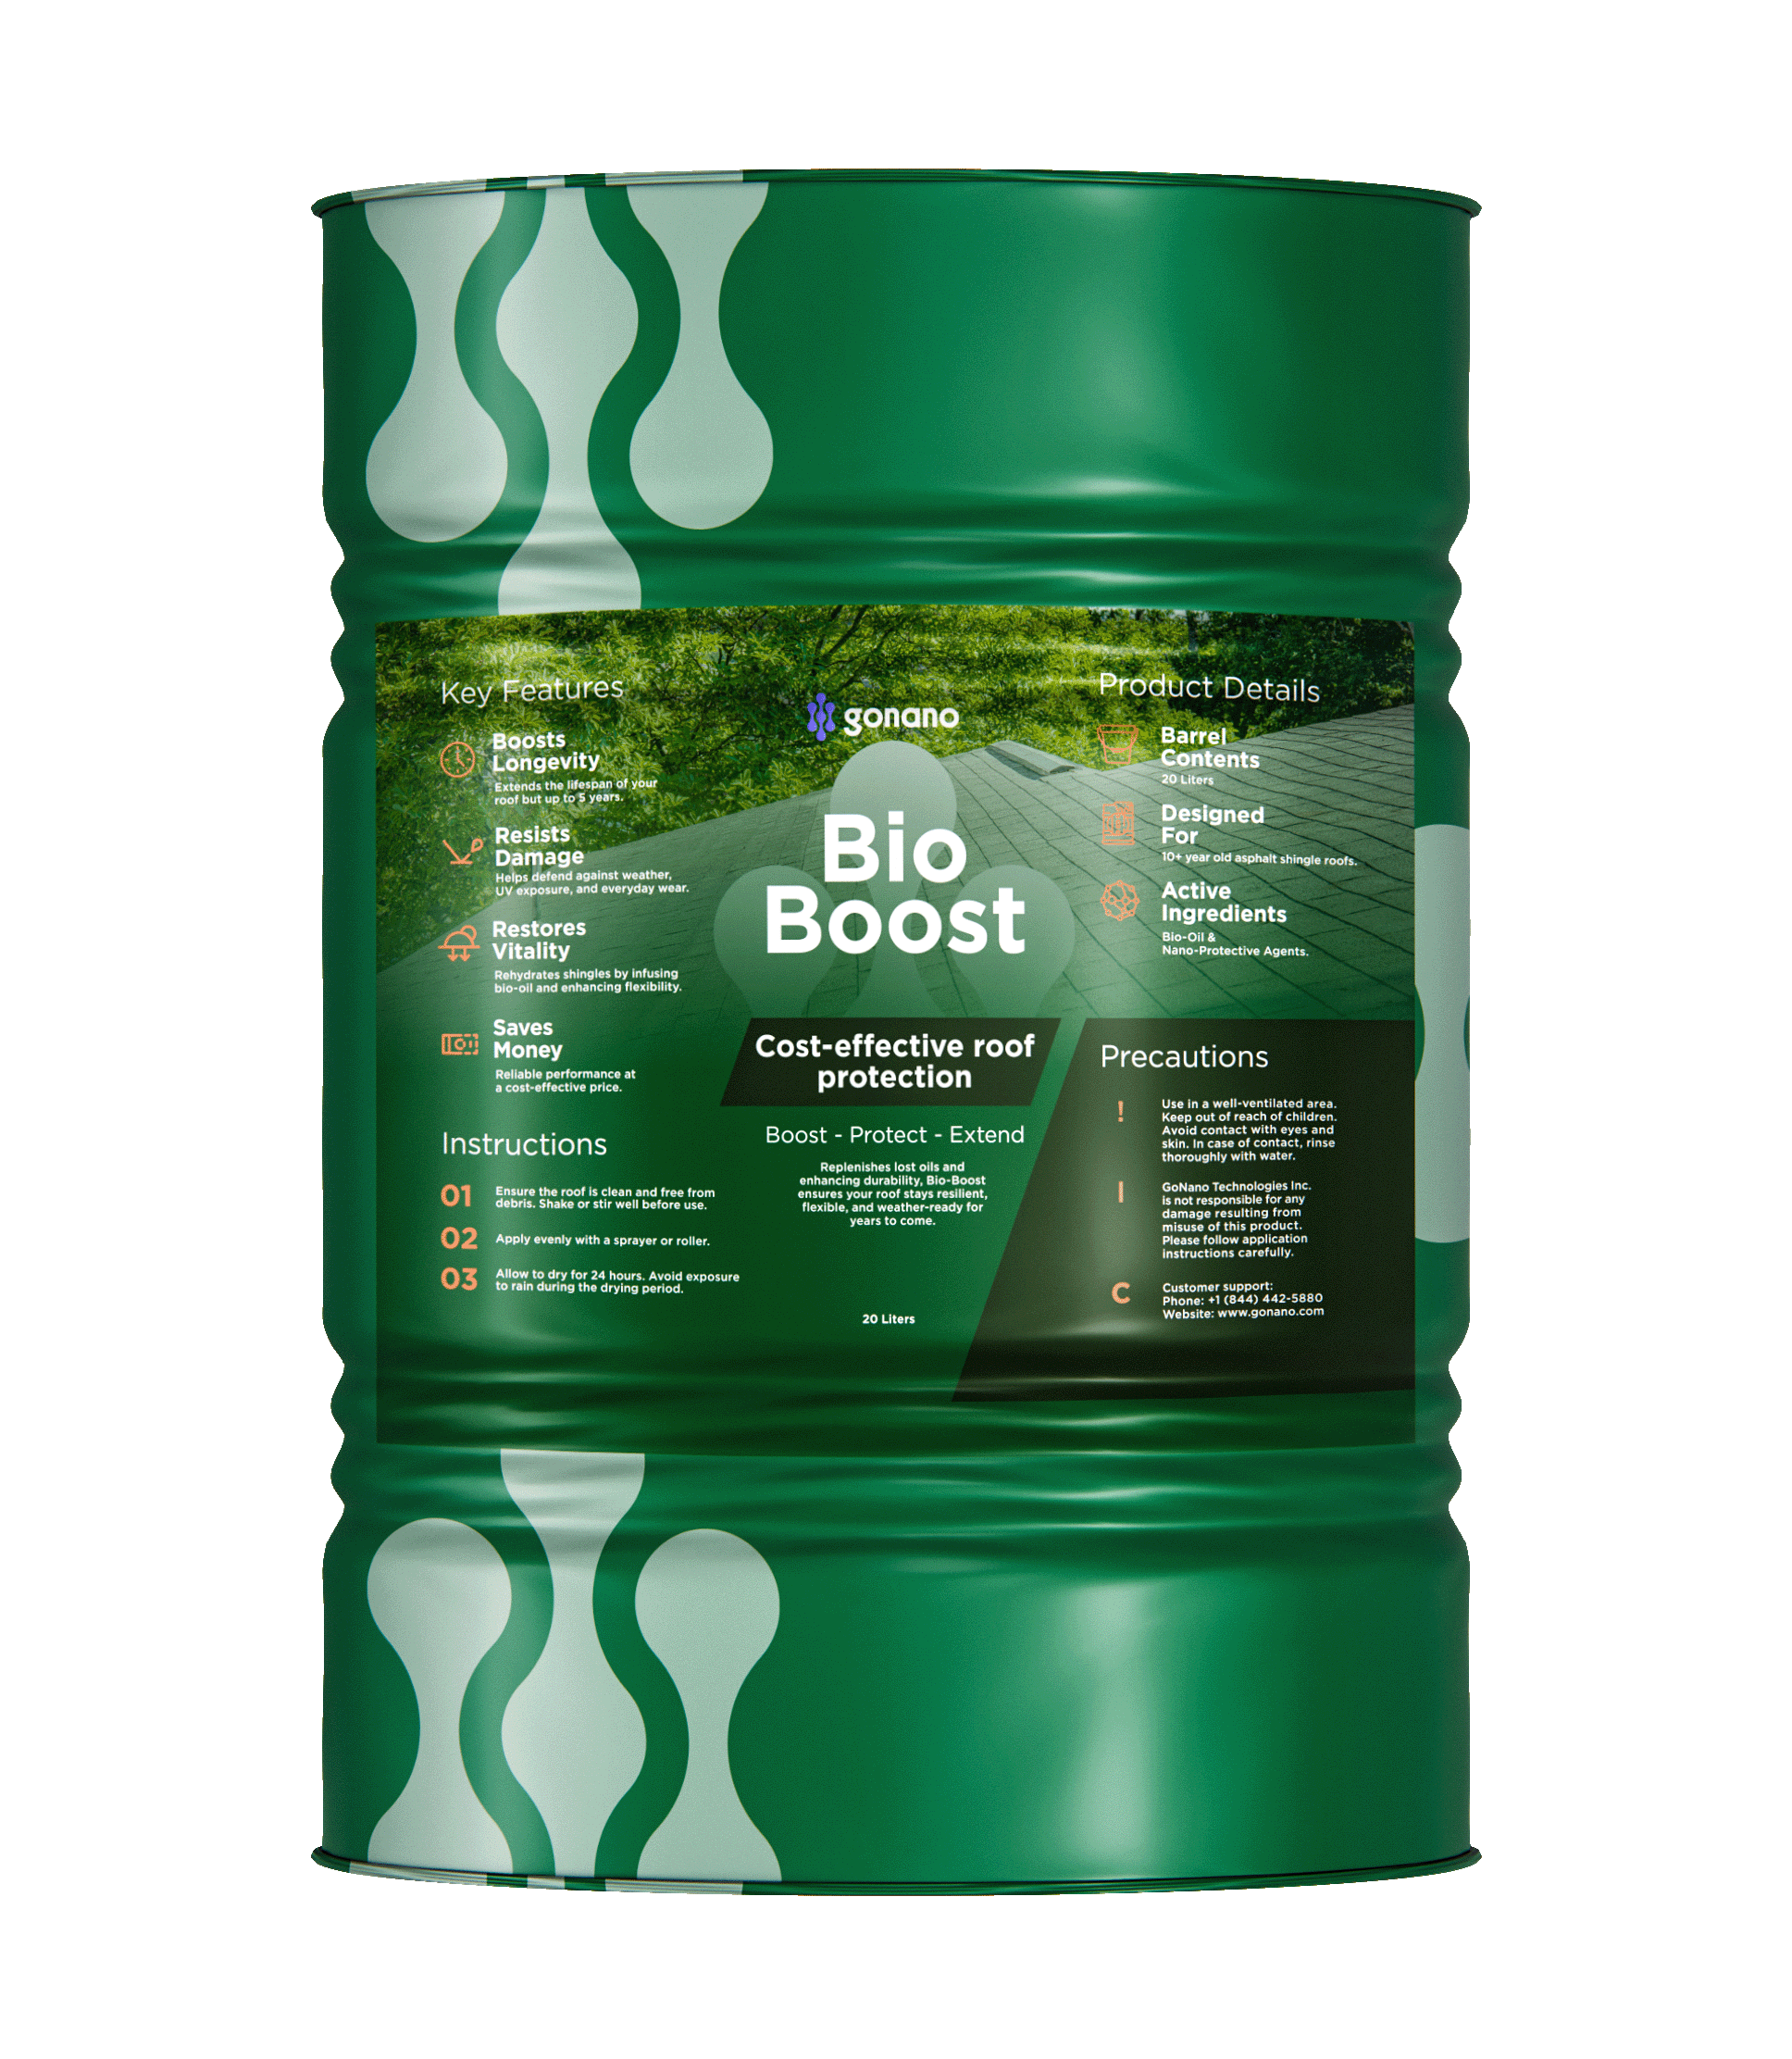 Key Features
Boosts
Longevity
Extends the lifespan of your
roof but up to 5 years.
Resists
Damage
Helps defend against weather,
UV exposure, and everyday wear.
Restores
Vitality
Rehydrates shingles by infusing
bio-oil and enhancing flexibility.
Saves
Money
Reliable performance at
a cost-effective price.
Instructions
01 Ensure the roof is clean and free from
debris. Shake or stir well before use.
02 Apply evenly with a sprayer or roller.
03 Allow to dry for 24 hours. Avoid exposure
to rain during the drying period.
gonano
Bio
Boost
Cost-effective roof
protection
Boost - Protect - Extend
Replenishes lost oils and
enhancing durability, Bio-Boost
ensures your roof stays resilient,
flexible, and weather-ready for
years to come.
20 Liters
Product Details
Barrel
Contents
20 Liters
Designed
For
10+ year old asphalt shingle roofs.
Active
Ingredients
Bio-Oil &
Nano-Protective Agents.
Precautions
! Use in a well-ventilated area.
Keep out of reach of children.
Avoid contact with eyes and
skin. In case of contact, rinse
thoroughly with water.
I GoNano Technologies Inc.
is not responsible for any
damage resulting from
misuse of this product.
Please follow application
instructions carefully.
C Customer support:
Phone: +1 (844) 442-5880
Website: www.gonano.com